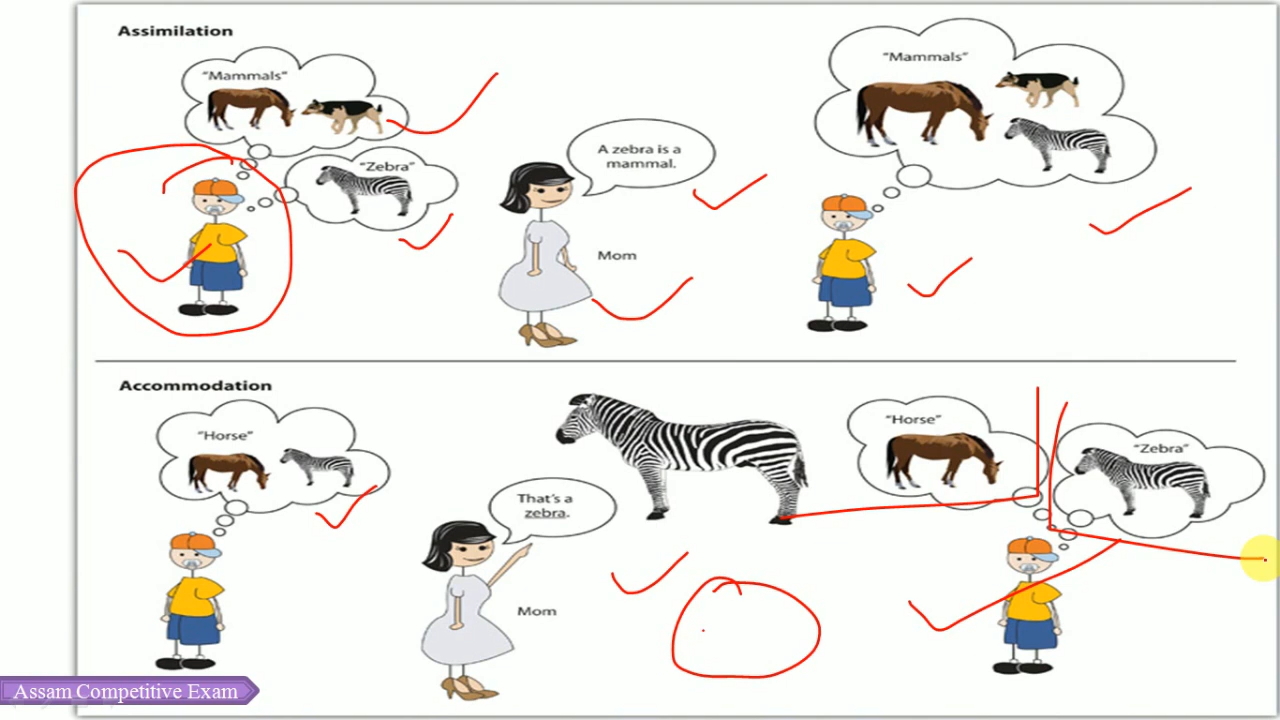 Assimilation
"Mammals"
"Zebra"
A zebra is a
mammal.
Mom
"Mammals"
Accommodation
"Horse"
That's a
zebra.
Mom
"Horse"
"Zebra"
Assam Competitive Exam